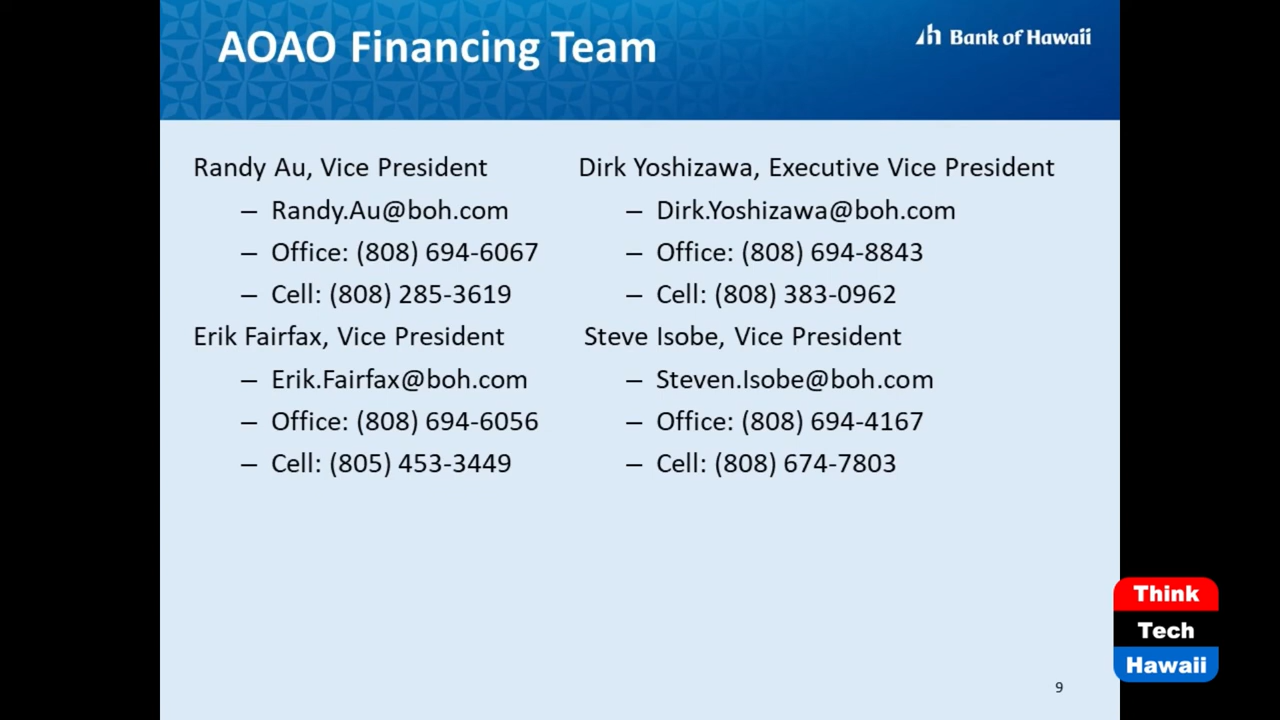 AOAO Financing Team
Bank of Hawaii
Randy Au, Vice President
– Randy.Au@boh.com
– Office: (808) 694-6067
– Cell: (808) 285-3619
Erik Fairfax, Vice President
– Erik.Fairfax@boh.com
– Office: (808) 694-6056
– Cell: (805) 453-3449
Dirk Yoshizawa, Executive Vice President
– Dirk.Yoshizawa@boh.com
– Office: (808) 694-8843
– Cell: (808) 383-0962
Steve Isobe, Vice President
– Steven.Isobe@boh.com
– Office: (808) 694-4167
– Cell: (808) 674-7803
Think
Tech
Hawaii
9